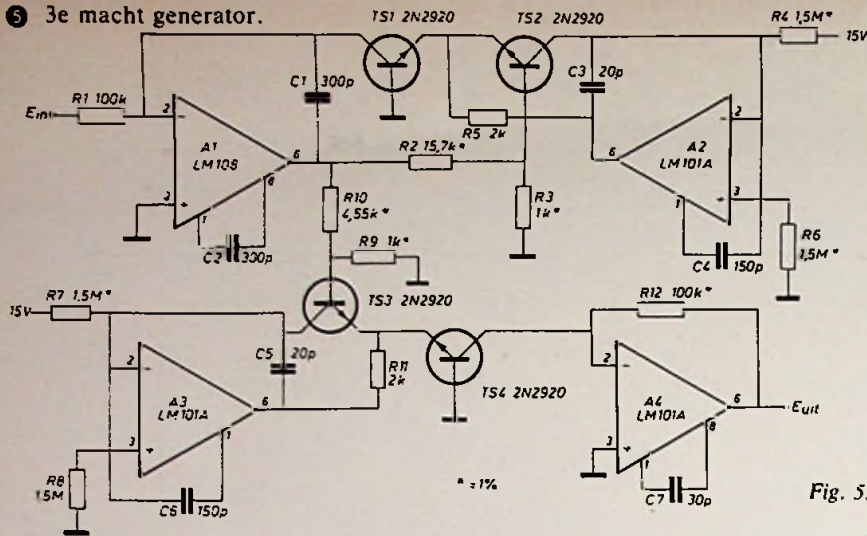 5 3e macht generator.
TS1 2N2920
TS2 2N2920
R4 1,5M*
15V
C1
300p
C3
20p
R1 100k
Ein
2
A1
LM108
6
3
1
8
C2
300p
R5 2k
R2 15,7k*
A2
LM101A
2
6
3
1
R10
4,55k*
R3
1k*
R9 1k*
C4
150p
R6
1,5M*
15V
R7 1,5M*
TS3 2N2920
R12 100k*
C5
20p
R11
2k
2
A3
LM101A
6
3
1
TS4 2N2920
2
A4
LM101A
6
Euit
3
1
8
R8
1,5M
C6
150p
* = 1%
C7
30p
Fig. 5.